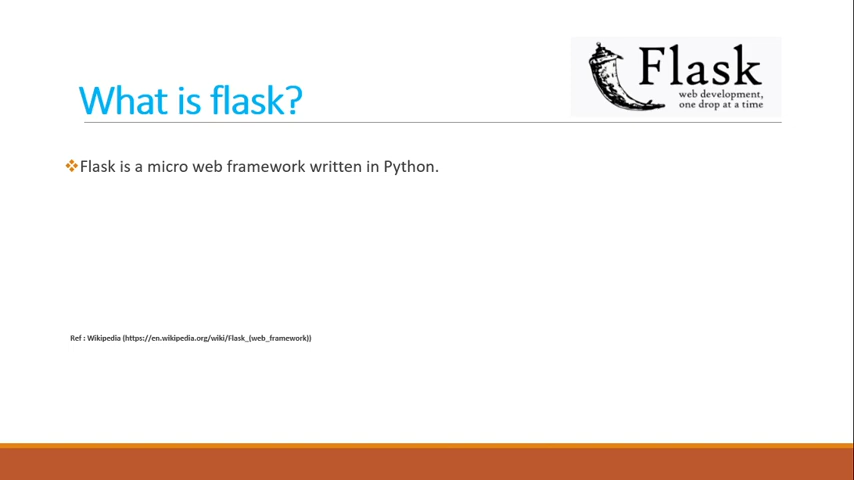 Flask
web development,
one drop at a time
What is flask?
❖Flask is a micro web framework written in Python.
Ref : Wikipedia (https://en.wikipedia.org/wiki/Flask_(web_framework))